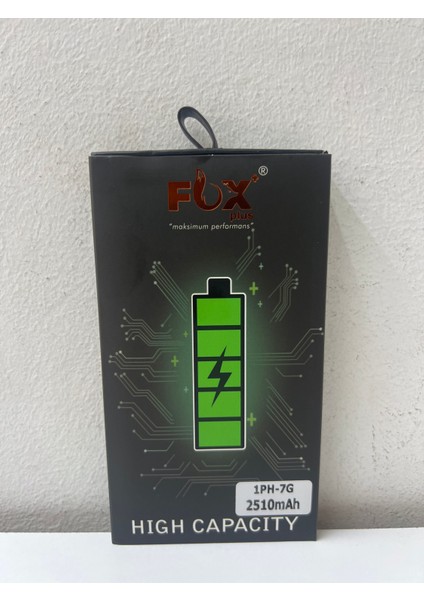 FOX+®
plus
"maksimum performans"
1PH-7G
2510mAh
HIGH CAPACITY